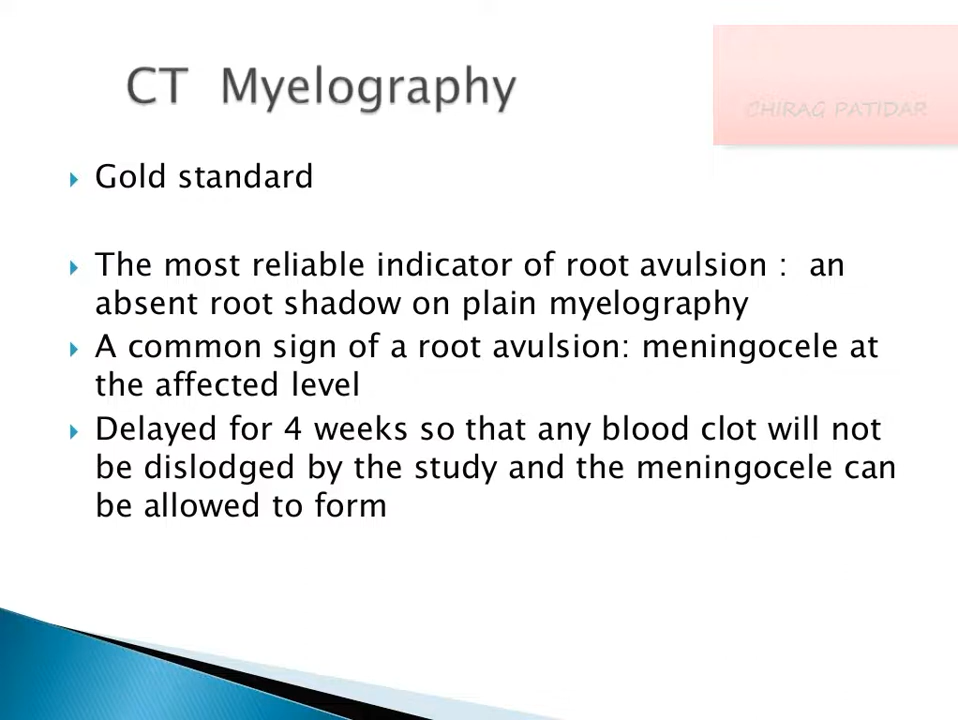 CT Myelography
CHIRAG PATIDAR
Gold standard
The most reliable indicator of root avulsion : an
absent root shadow on plain myelography
A common sign of a root avulsion: meningocele at
the affected level
Delayed for 4 weeks so that any blood clot will not
be dislodged by the study and the meningocele can
be allowed to form